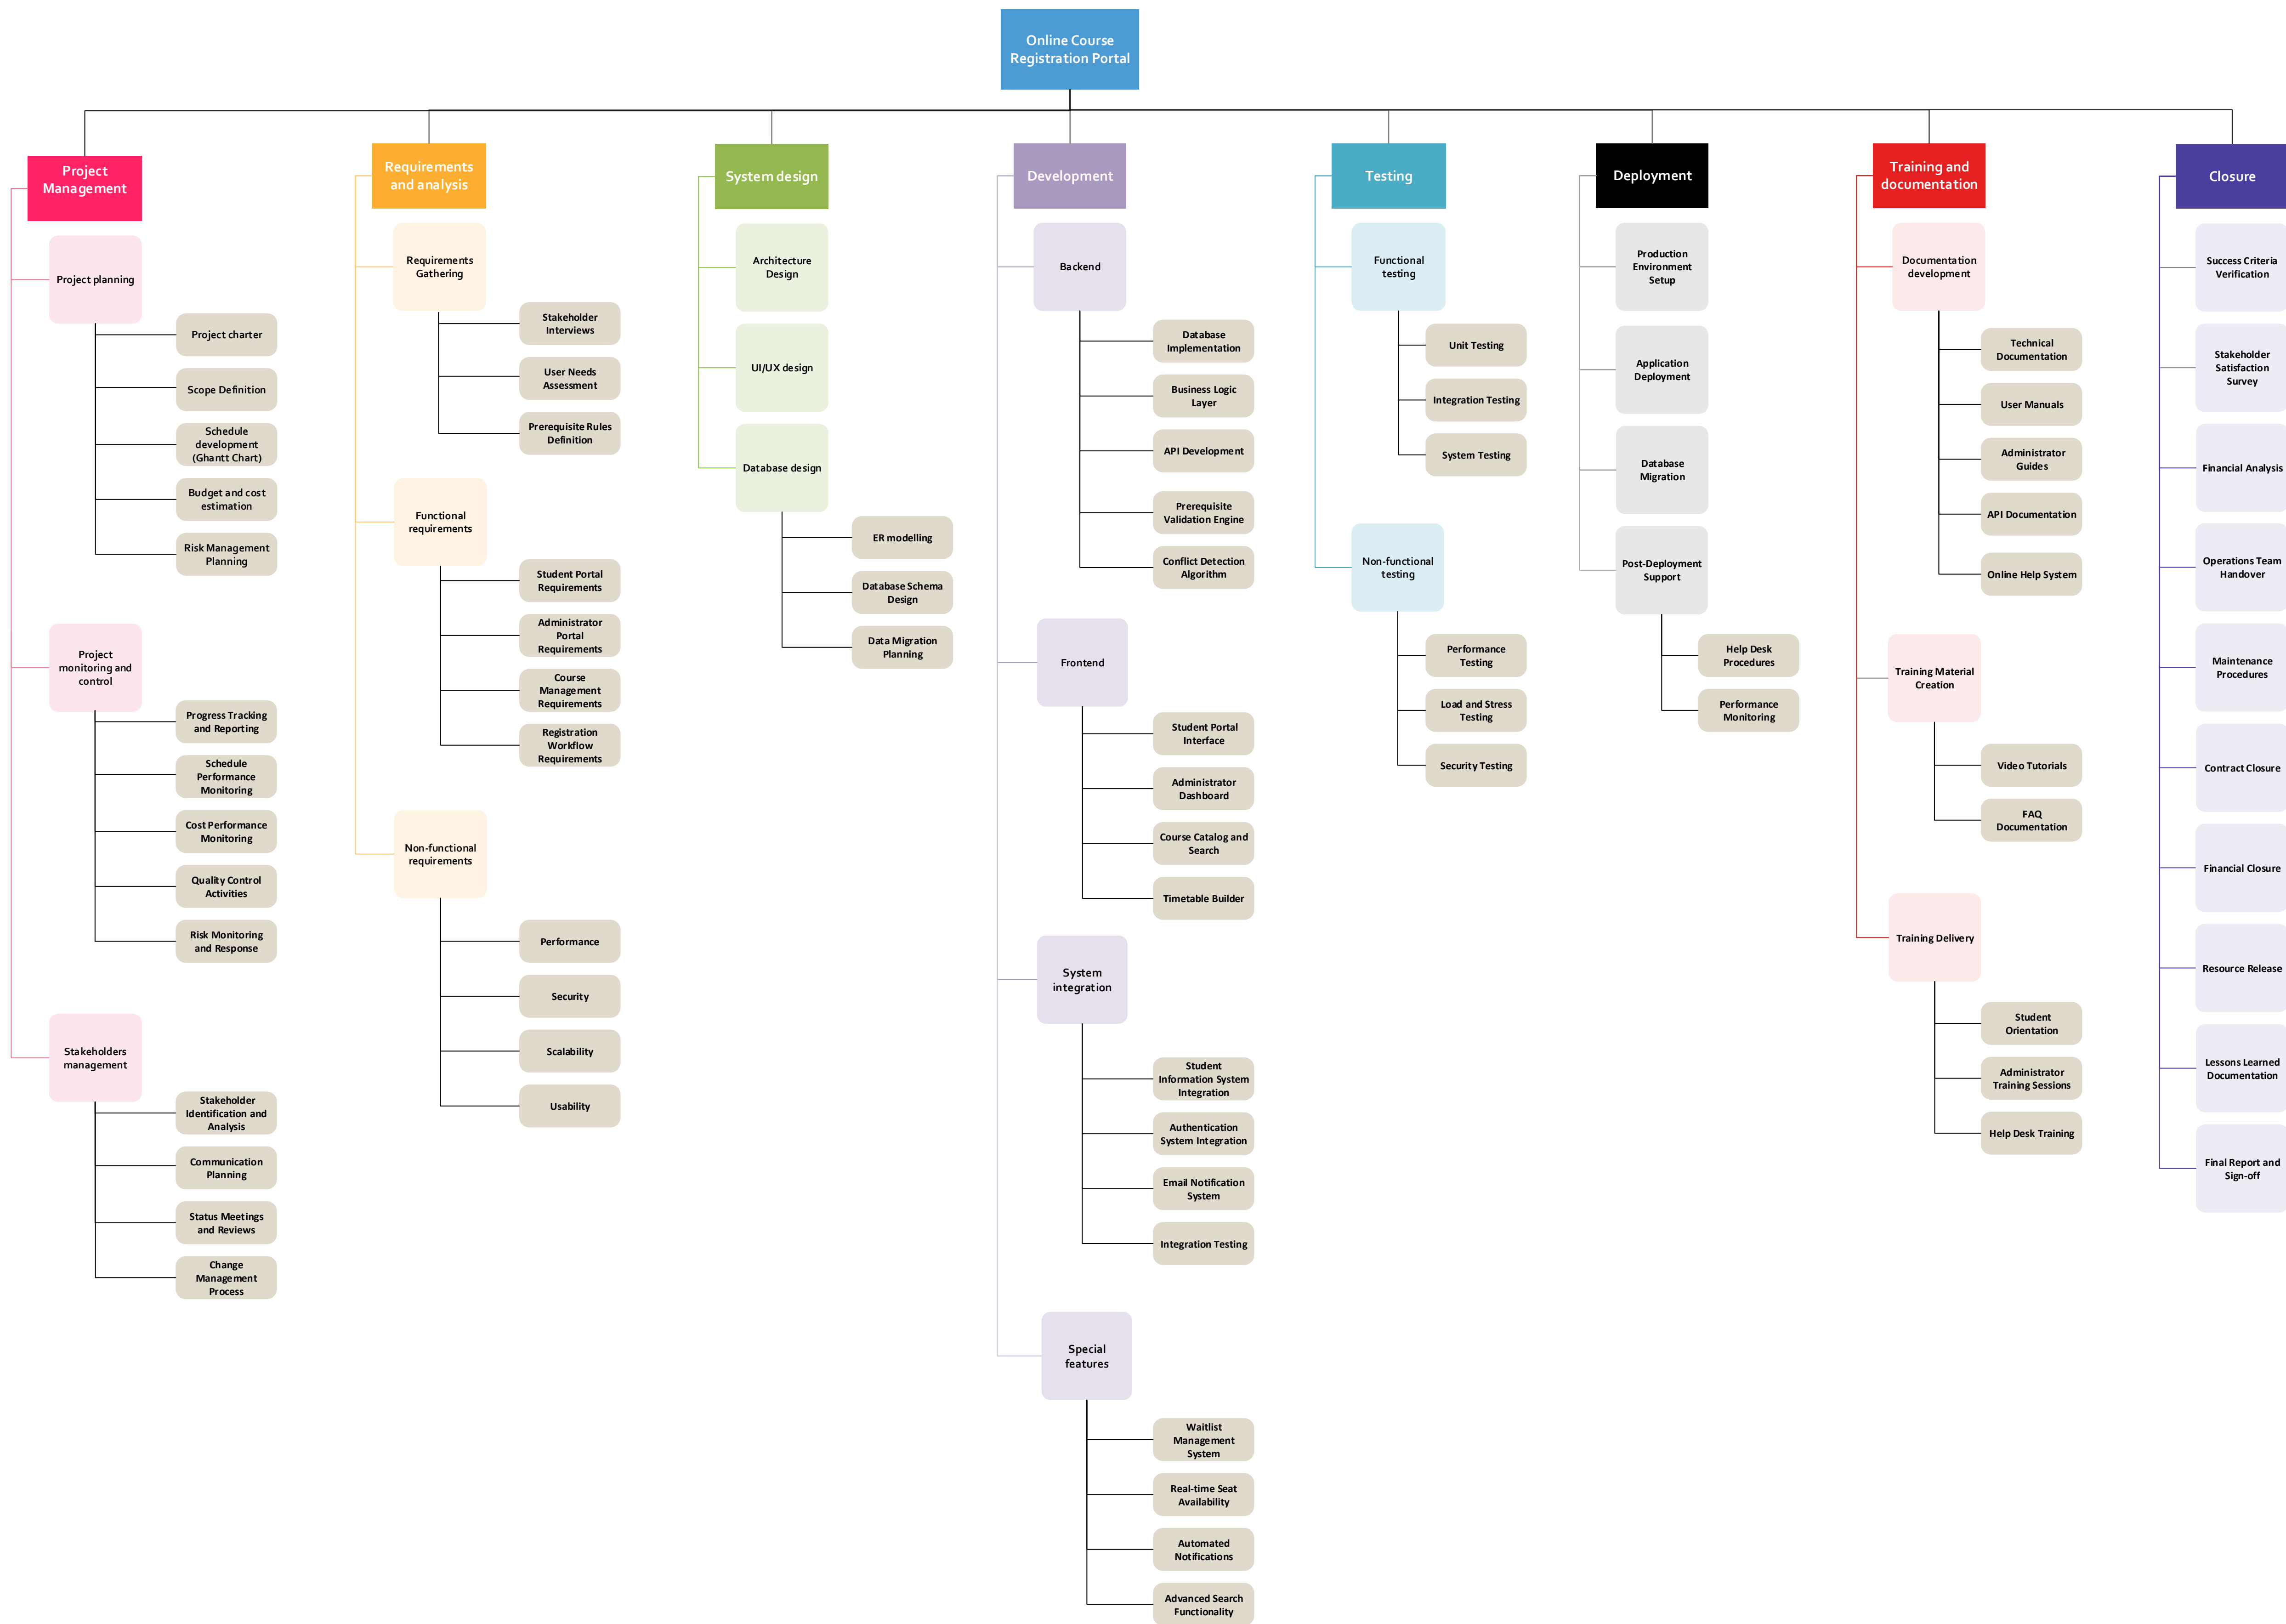 Online Course
Registration Portal
Project
Management
Project planning
Project charter
Scope Definition
Schedule
development
(Ghantt Chart)
Budget and cost
estimation
Risk Management
Planning
Project
monitoring and
control
Progress Tracking
and Reporting
Schedule
Performance
Monitoring
Cost Performance
Monitoring
Quality Control
Activities
Risk Monitoring
and Response
Stakeholders
management
Stakeholder
Identification and
Analysis
Communication
Planning
Status Meetings
and Reviews
Change
Management
Process
Requirements
and analysis
Requirements
Gathering
Stakeholder
Interviews
User Needs
Assessment
Prerequisite Rules
Definition
Functional
requirements
Student Portal
Requirements
Administrator
Portal
Requirements
Course
Management
Requirements
Registration
Workflow
Requirements
Non-functional
requirements
Performance
Security
Scalability
Usability
System design
Architecture
Design
UI/UX design
Database design
ER modelling
Database Schema
Design
Data Migration
Planning
Development
Backend
Database
Implementation
Business Logic
Layer
API Development
Prerequisite
Validation Engine
Conflict Detection
Algorithm
Frontend
Student Portal
Interface
Administrator
Dashboard
Course Catalog and
Search
Timetable Builder
System
integration
Student
Information System
Integration
Authentication
System Integration
Email Notification
System
Integration Testing
Special
features
Waitlist
Management
System
Real-time Seat
Availability
Automated
Notifications
Advanced Search
Functionality
Testing
Functional
testing
Unit Testing
Integration Testing
System Testing
Non-functional
testing
Performance
Testing
Load and Stress
Testing
Security Testing
Deployment
Production
Environment
Setup
Application
Deployment
Database
Migration
Post-Deployment
Support
Help Desk
Procedures
Performance
Monitoring
Training and
documentation
Documentation
development
Technical
Documentation
User Manuals
Administrator
Guides
API Documentation
Online Help System
Training Material
Creation
Video Tutorials
FAQ
Documentation
Training Delivery
Student
Orientation
Administrator
Training Sessions
Help Desk Training
Closure
Success Criteria
Verification
Stakeholder
Satisfaction
Survey
Financial Analysis
Operations Team
Handover
Maintenance
Procedures
Contract Closure
Financial Closure
Resource Release
Lessons Learned
Documentation
Final Report and
Sign-off